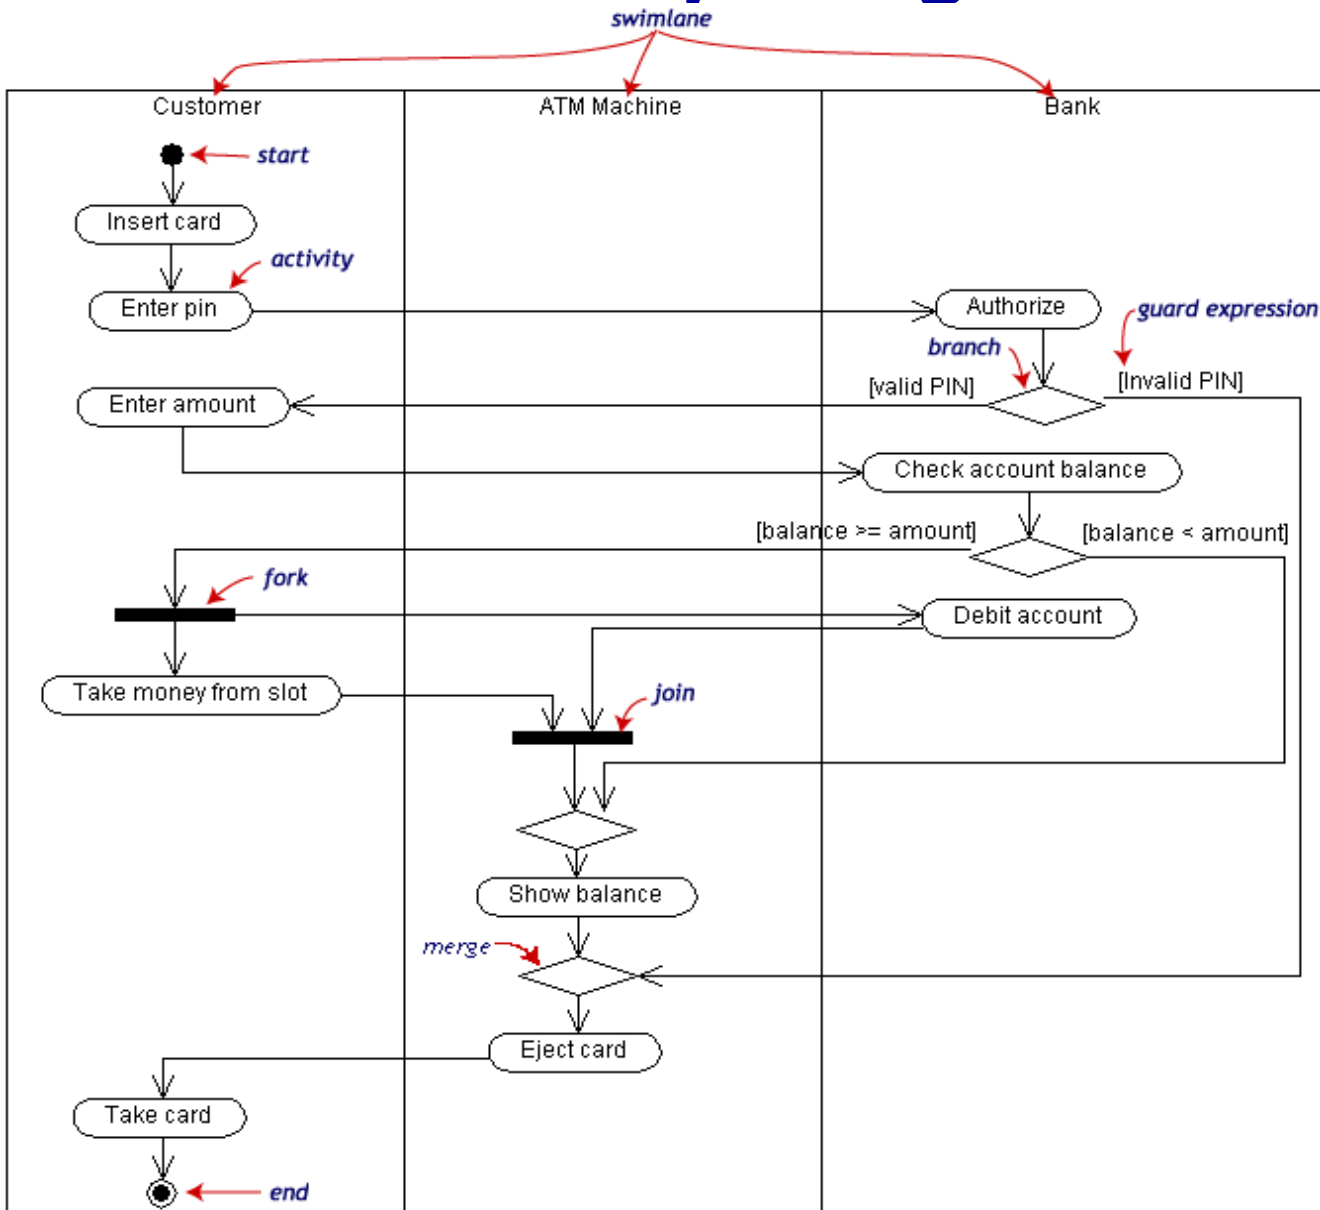 swimlane
Customer
ATM Machine
Bank
start
Insert card
activity
Enter pin
Authorize
guard expression
branch
[valid PIN]
[Invalid PIN]
Enter amount
Check account balance
[balance >= amount]
[balance < amount]
fork
Debit account
Take money from slot
join
Show balance
merge
Eject card
Take card
end